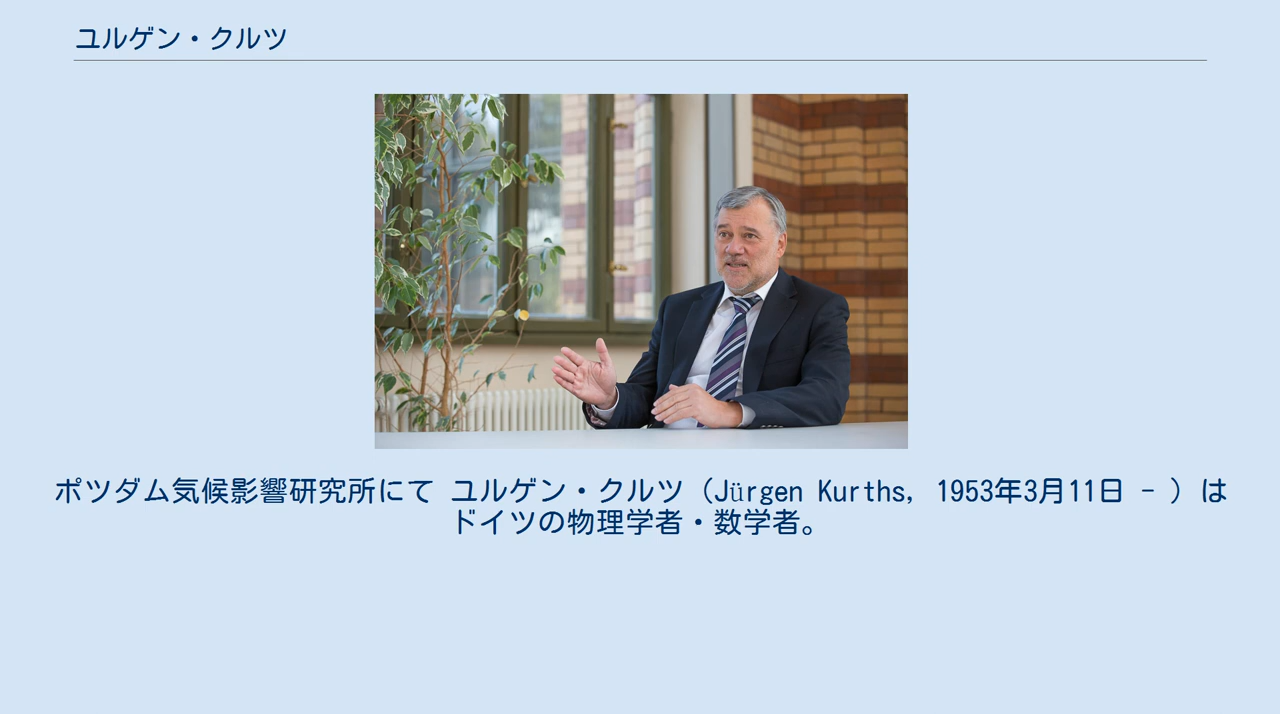 ユルゲン・クルツ
ポツダム気候影響研究所にて ユルゲン・クルツ（Jürgen Kurths, 1953年3月11日 - ）は
ドイツの物理学者・数学者。